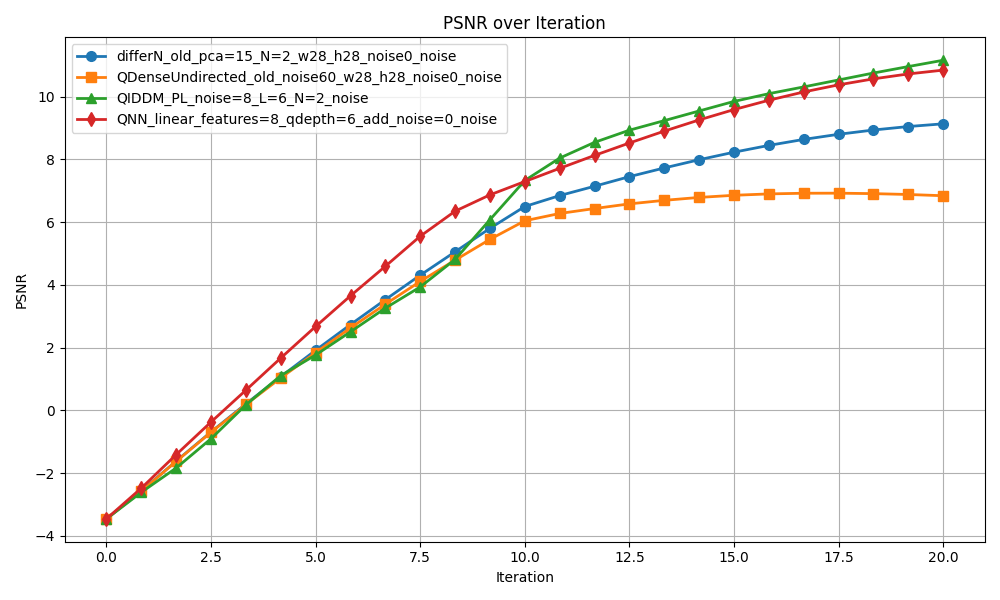 PSNR over Iteration
differN_old_pca=15_N=2_w28_h28_noise0_noise
QDenseUndirected_old_noise60_w28_h28_noise0_noise
QIDDM_PL_noise=8_L=6_N=2_noise
QNN_linear_features=8_qdepth=6_add_noise=0_noise
PSNR
10
8
6
4
2
0
−2
−4
0.0 2.5 5.0 7.5 10.0 12.5 15.0 17.5 20.0
Iteration